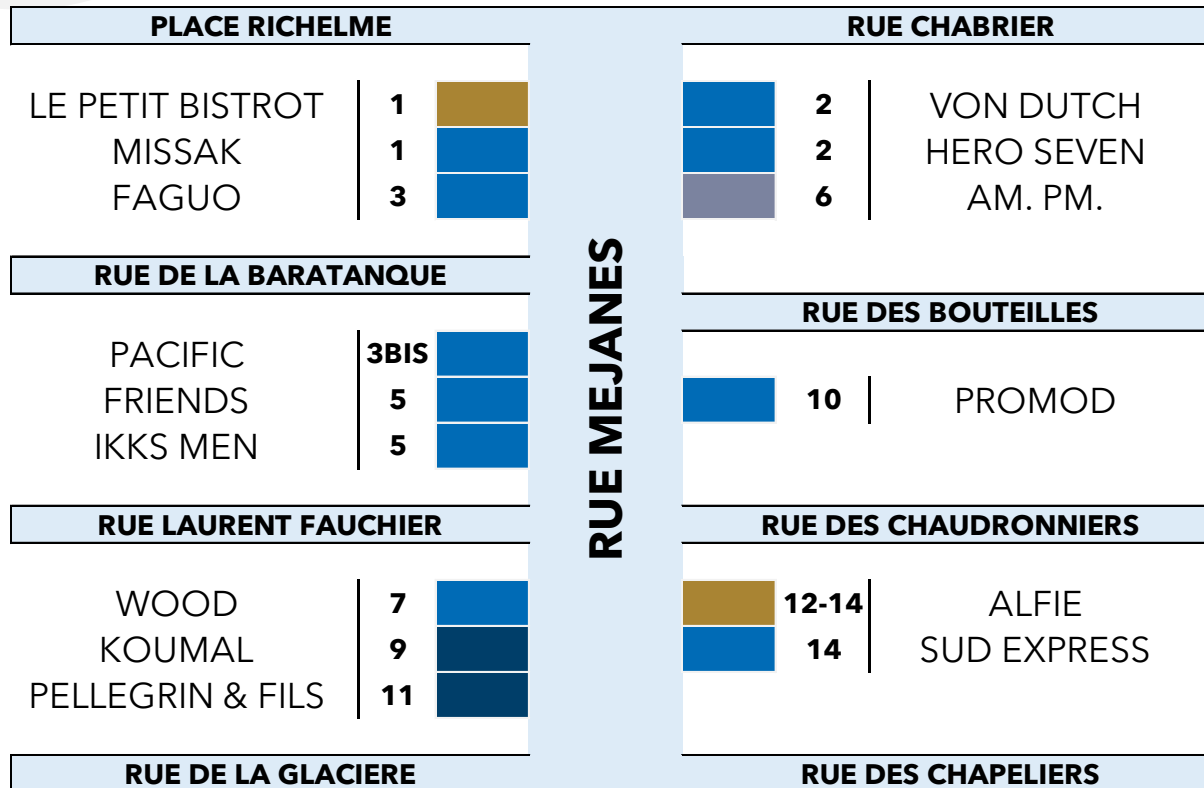 PLACE RICHELME
RUE CHABRIER
LE PETIT BISTROT 1
2 VON DUTCH
MISSAK 1
2 HERO SEVEN
FAGUO 3
6 AM. PM.
RUE MEJANES
RUE DE LA BARATANQUE
RUE DES BOUTEILLES
PACIFIC 3BIS
FRIENDS 5
10 PROMOD
IKKS MEN 5
RUE LAURENT FAUCHIER
RUE DES CHAUDRONNIERS
WOOD 7
12-14 ALFIE
KOUMAL 9
14 SUD EXPRESS
PELLEGRIN & FILS 11
RUE DE LA GLACIERE
RUE DES CHAPELIERS